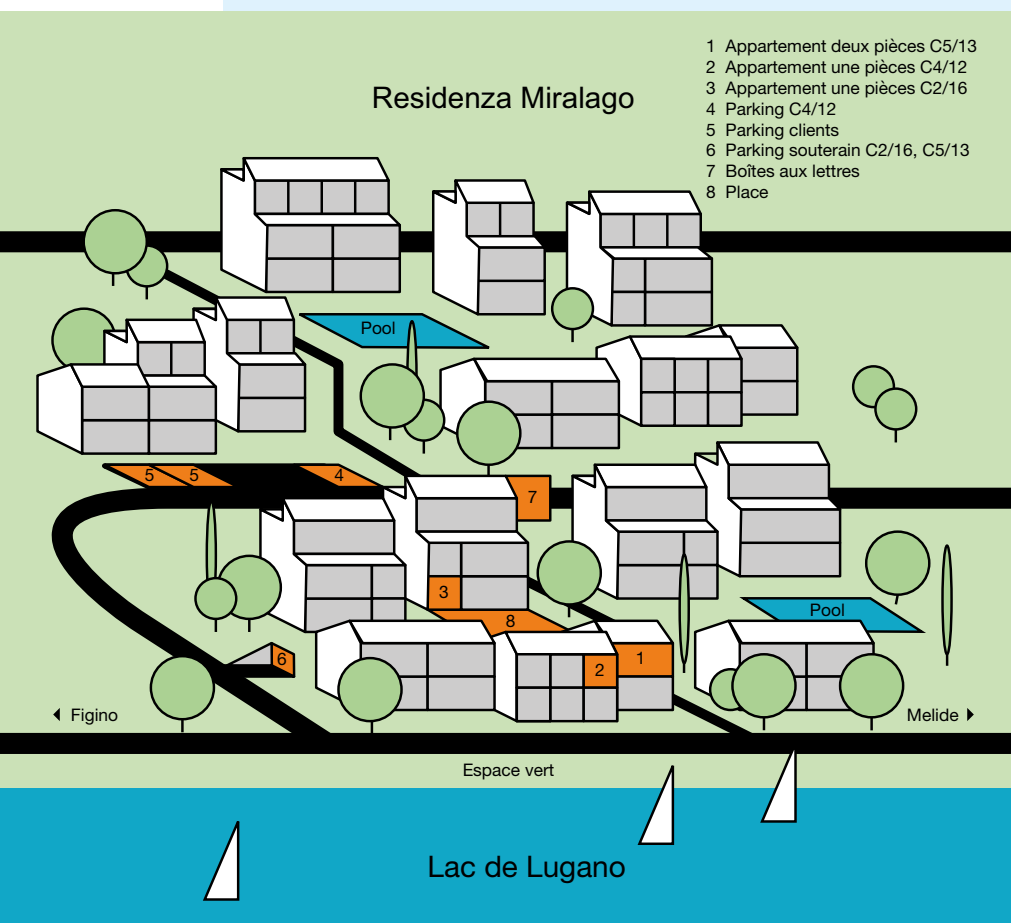 Residenza Miralago
1 Appartement deux pièces C5/13
2 Appartement une pièces C4/12
3 Appartement une pièces C2/16
4 Parking C4/12
5 Parking clients
6 Parking souterain C2/16, C5/13
7 Boîtes aux lettres
8 Place
Pool
5
5
4
7
3
8
Pool
6
2
1
Figino
Melide
Espace vert
Lac de Lugano